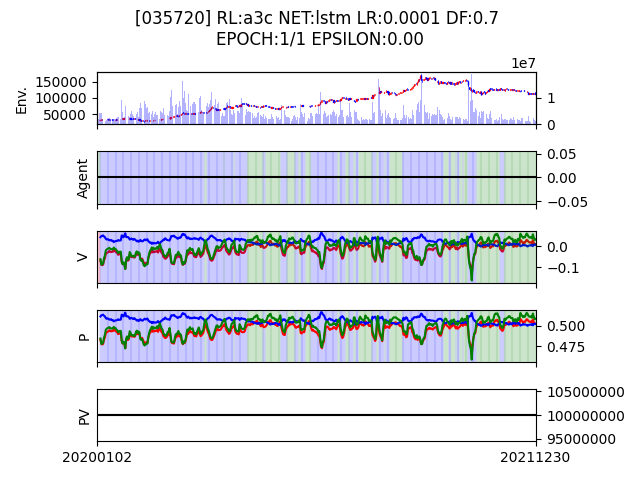 [035720] RL:a3c NET:lstm LR:0.0001 DF:0.7
EPOCH:1/1 EPSILON:0.00
1e7
Env.
150000
100000
50000
1
0
Agent
0.05
0.00
−0.05
V
0.0
−0.1
P
0.500
0.475
PV
105000000
100000000
95000000
20200102
20211230